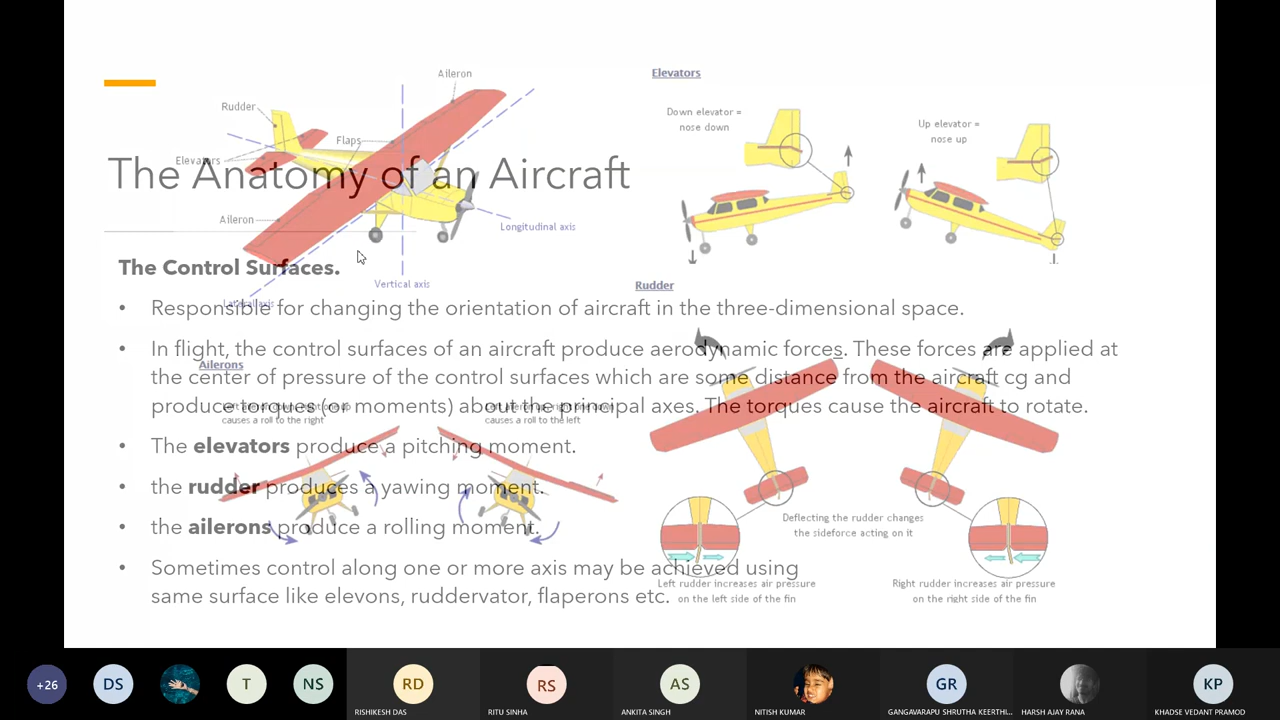 Aileron
Elevators
Rudder
Down elevator =
nose down
Up elevator =
nose up
Flaps
Elevators
The Anatomy of an Aircraft
Aileron
Longitudinal axis
The Control Surfaces.
Vertical axis
Rudder
Lateral axis
• Responsible for changing the orientation of aircraft in the three-dimensional space.
• In flight, the control surfaces of an aircraft produce aerodynamic forces. These forces are applied at
the center of pressure of the control surfaces which are some distance from the aircraft cg and
produce torques (or moments) about the principal axes. The torques cause the aircraft to rotate.
Ailerons
causes a roll to the right
causes a roll to the left
• The elevators produce a pitching moment.
• the rudder produces a yawing moment.
• the ailerons produce a rolling moment.
Deflecting the rudder changes
the sideforce acting on it
• Sometimes control along one or more axis may be achieved using
same surface like elevons, ruddervator, flaperons etc.
Left rudder increases air pressure
on the left side of the fin
Right rudder increases air pressure
on the right side of the fin
+26
DS
T
NS
RD
RS
AS
GR
KP
RISHIKESH DAS
RITU SINHA
ANKITA SINGH
NITISH KUMAR
GANGAVARAPU SHRUTHA KEERTHI...
HARSH AJAY RANA
KHADSE VEDANT PRAMOD